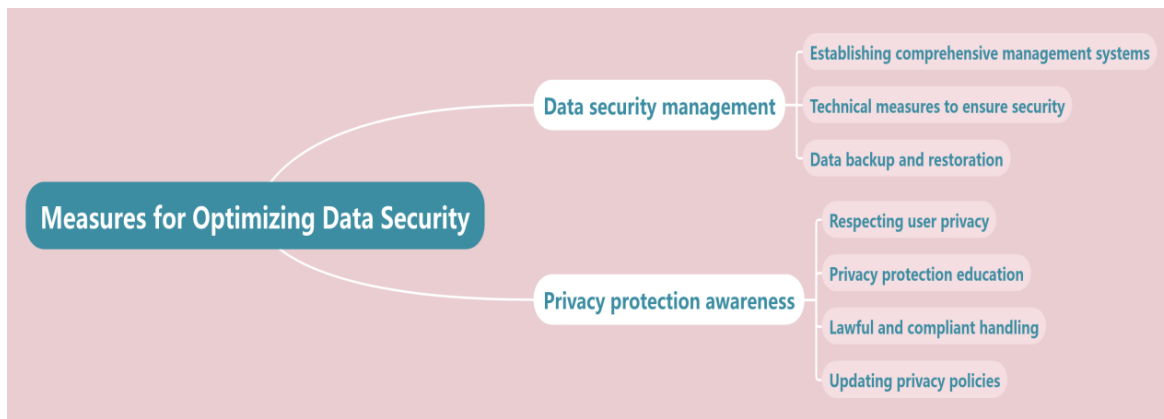 Measures for Optimizing Data Security
Data security management
Establishing comprehensive management systems
Technical measures to ensure security
Data backup and restoration
Privacy protection awareness
Respecting user privacy
Privacy protection education
Lawful and compliant handling
Updating privacy policies